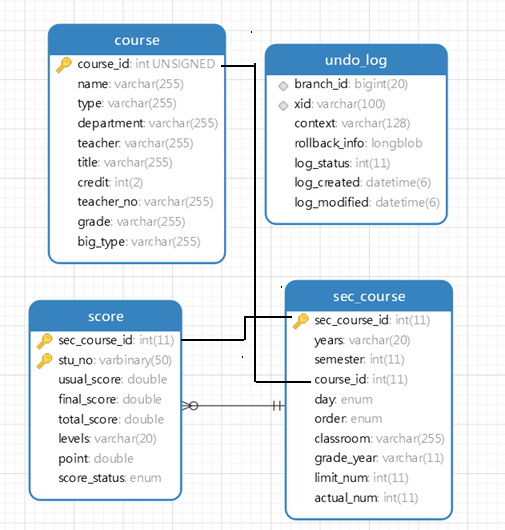 course
course_id: int UNSIGNED
name: varchar(255)
type: varchar(255)
department: varchar(255)
teacher: varchar(255)
title: varchar(255)
credit: int(2)
teacher_no: varchar(255)
grade: varchar(255)
big_type: varchar(255)
undo_log
branch_id: bigint(20)
xid: varchar(100)
context: varchar(128)
rollback_info: longblob
log_status: int(11)
log_created: datetime(6)
log_modified: datetime(6)
score
sec_course_id: int(11)
stu_no: varbinary(50)
usual_score: double
final_score: double
total_score: double
levels: varchar(20)
point: double
score_status: enum
sec_course
sec_course_id: int(11)
years: varchar(20)
semester: int(11)
course_id: int(11)
day: enum
order: enum
classroom: varchar(255)
grade_year: varchar(11)
limit_num: int(11)
actual_num: int(11)